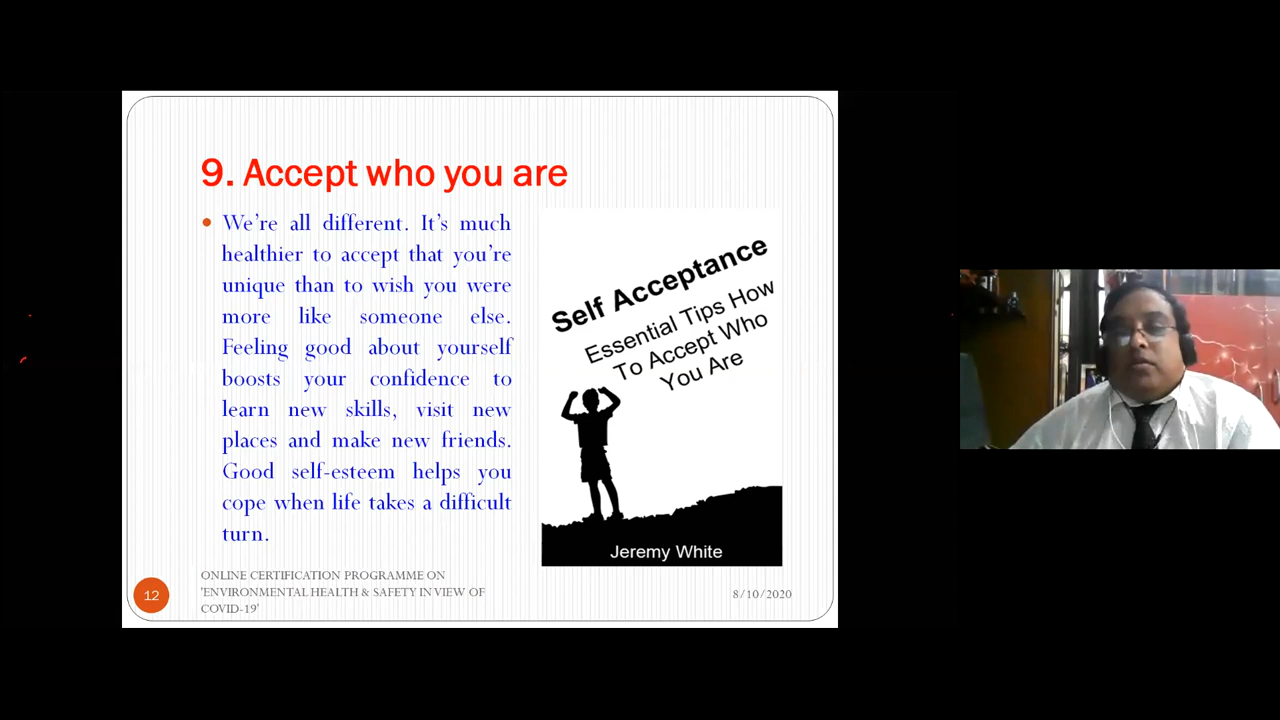 9. Accept who you are
We're all different. It's much
healthier to accept that you're
unique than to wish you were
more like someone else.
Feeling good about yourself
boosts your confidence to
learn new skills, visit new
places and make new friends.
Good self-esteem helps you
cope when life takes a difficult
turn.
Self Acceptance
Essential Tips How
To Accept Who
You Are
Jeremy White
12
ONLINE CERTIFICATION PROGRAMME ON
'ENVIRONMENTAL HEALTH & SAFETY IN VIEW OF
COVID-19'
8/10/2020